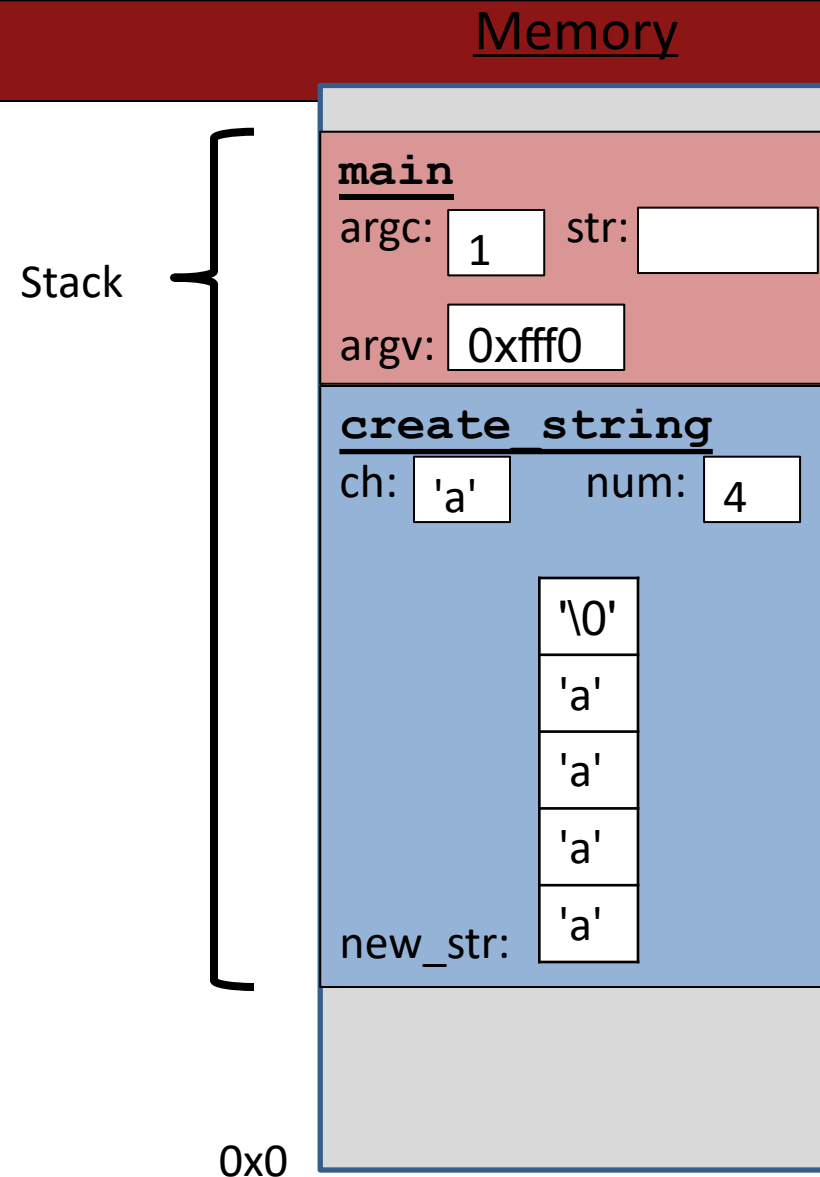 Memory
main
argc: 1 str:
Stack
argv: 0xfff0
create_string
ch: 'a' num: 4
'\0'
'a'
'a'
'a'
new_str: 'a'
0x0